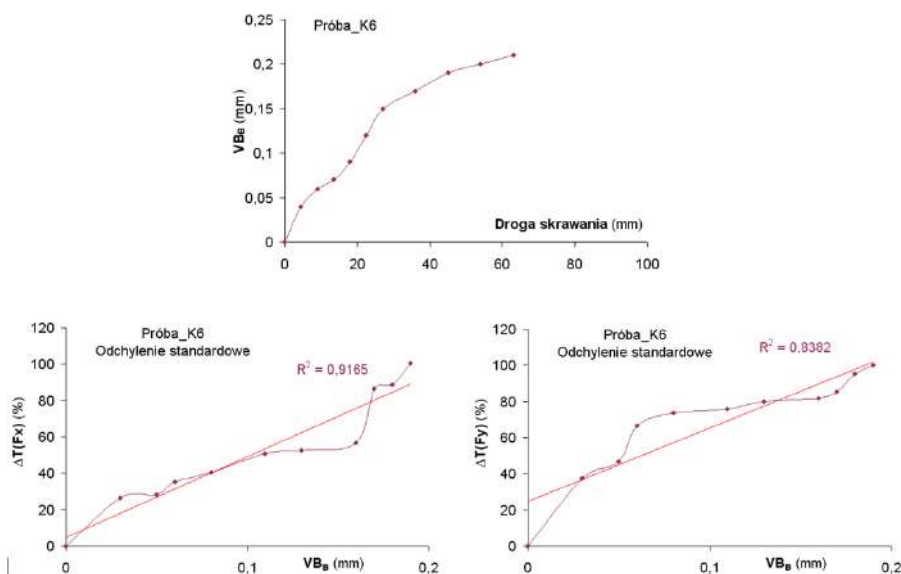 0,25
Próba_K6
0,2
0,15
0,1
0,05
0
VBB (mm)
Droga skrawania (mm)
0 20 40 60 80 100
120
100
80
60
40
20
0
ΔT(Fx) (%)
Próba_K6
Odchylenie standardowe
R² = 0,9165
0 0,1 0,2
VBB (mm)
120
100
80
60
40
20
0
ΔT(Fy) (%)
Próba_K6
Odchylenie standardowe
R² = 0,8382
0 0,1 0,2
VBB (mm)